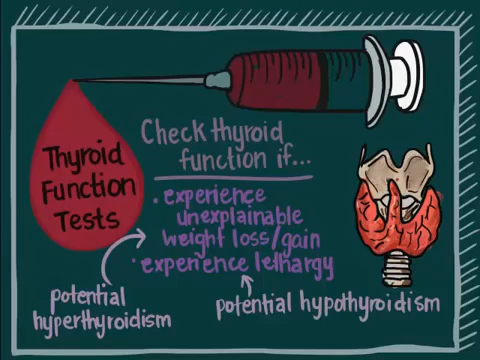 Thyroid
Function
Tests
Check thyroid
function if...
• experience
unexplainable
weight loss/gain
• experience lethargy
potential
hyperthyroidism
potential hypothyroidism